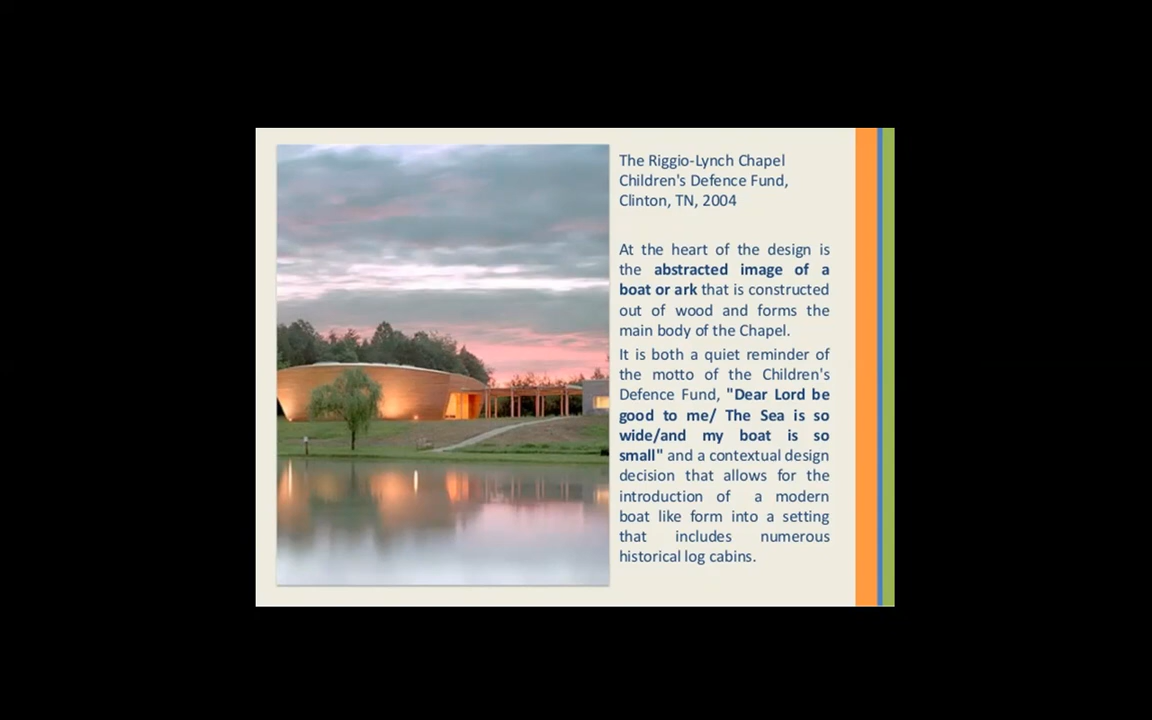 The Riggio-Lynch Chapel
Children's Defence Fund,
Clinton, TN, 2004
At the heart of the design is
the abstracted image of a
boat or ark that is constructed
out of wood and forms the
main body of the Chapel.
It is both a quiet reminder of
the motto of the Children's
Defence Fund, "Dear Lord be
good to me/ The Sea is so
wide/and my boat is so
small" and a contextual design
decision that allows for the
introduction of a modern
boat like form into a setting
that includes numerous
historical log cabins.